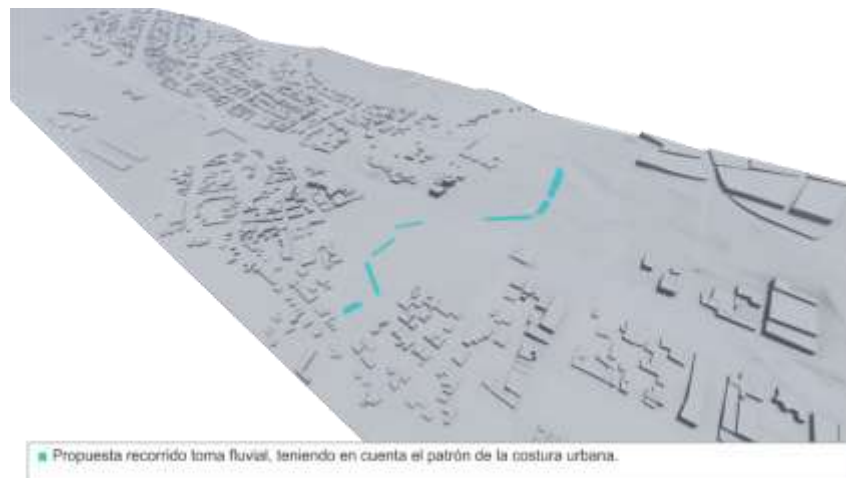 Propuesta recorrido toma fluvial, teniendo en cuenta el patrón de la costura urbana.